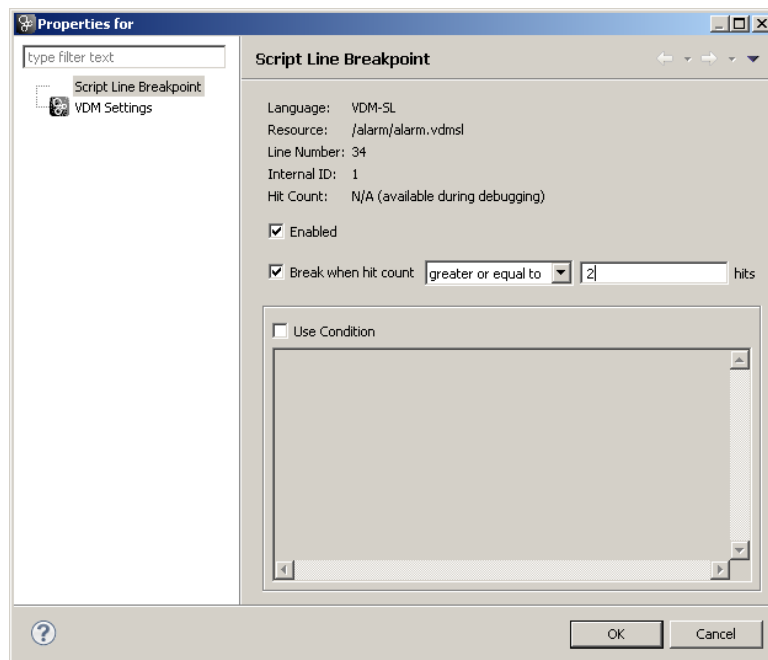 Properties for
type filter text
Script Line Breakpoint
VDM Settings
Script Line Breakpoint
Language: VDM-SL
Resource: /alarm/alarm.vdmsl
Line Number: 34
Internal ID: 1
Hit Count: N/A (available during debugging)
Enabled
Break when hit count greater or equal to 2 hits
Use Condition
?
OK Cancel